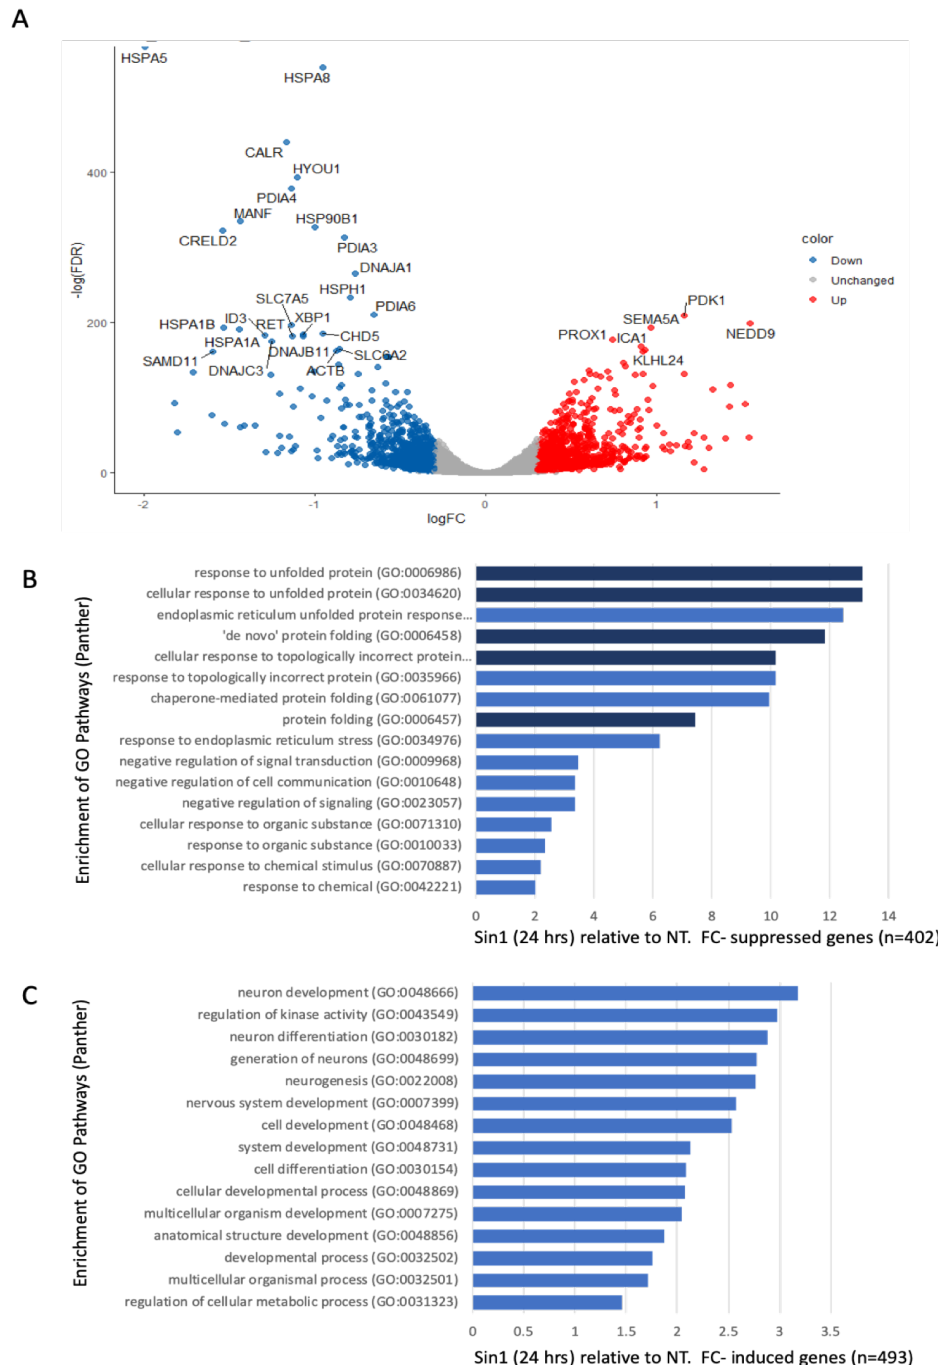 A
HSPA5
HSPA8
CALR
HYOU1
PDIA4
MANF
HSP90B1
CRELD2
PDIA3
DNAJA1
HSPH1
SLC7A5
PDIA6
HSPA1B
ID3
RET
XBP1
CHD5
HSPA1A
DNAJB11
SLC6A2
SAMD11
DNAJC3
ACTB
PDK1
SEMA5A
NEDD9
PROX1
ICA1
KLHL24
color
Down
Unchanged
Up
-log(FDR)
400
200
0
-2
-1
0
1
logFC
B
Enrichment of GO Pathways (Panther)
response to unfolded protein (GO:0006986)
cellular response to unfolded protein (GO:0034620)
endoplasmic reticulum unfolded protein response...
'de novo' protein folding (GO:0006458)
cellular response to topologically incorrect protein...
response to topologically incorrect protein (GO:0035966)
chaperone-mediated protein folding (GO:0061077)
protein folding (GO:0006457)
response to endoplasmic reticulum stress (GO:0034976)
negative regulation of signal transduction (GO:0009968)
negative regulation of cell communication (GO:0010648)
negative regulation of signaling (GO:0023057)
cellular response to organic substance (GO:0071310)
response to organic substance (GO:0010033)
cellular response to chemical stimulus (GO:0070887)
response to chemical (GO:0042221)
0 2 4 6 8 10 12 14
Sin1 (24 hrs) relative to NT. FC- suppressed genes (n=402)
C
Enrichment of GO Pathways (Panther)
neuron development (GO:0048666)
regulation of kinase activity (GO:0043549)
neuron differentiation (GO:0030182)
generation of neurons (GO:0048699)
neurogenesis (GO:0022008)
nervous system development (GO:0007399)
cell development (GO:0048468)
system development (GO:0048731)
cell differentiation (GO:0030154)
cellular developmental process (GO:0048869)
multicellular organism development (GO:0007275)
anatomical structure development (GO:0048856)
developmental process (GO:0032502)
multicellular organismal process (GO:0032501)
regulation of cellular metabolic process (GO:0031323)
0 0.5 1 1.5 2 2.5 3 3.5
Sin1 (24 hrs) relative to NT. FC- induced genes (n=493)